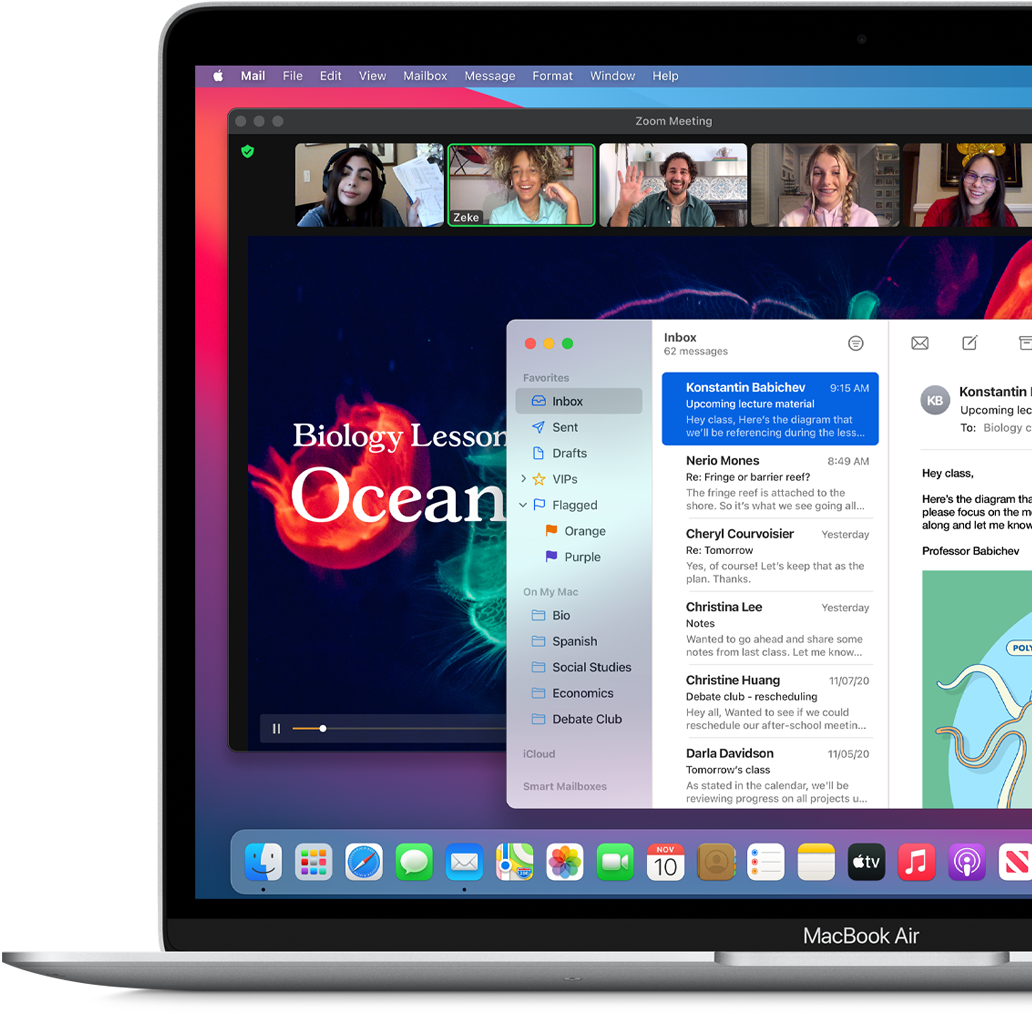 Mail File Edit View Mailbox Message Format Window Help
Zoom Meeting
Zeke
Biology Lesson
Ocean
Favorites
Inbox
Sent
Drafts
VIPs
Flagged
Orange
Purple
On My Mac
Bio
Spanish
Social Studies
Economics
Debate Club
iCloud
Smart Mailboxes
Inbox
62 messages
Konstantin Babichev 9:15 AM
Upcoming lecture material
Hey class, Here's the diagram that
we'll be referencing during the less...
Nerio Mones 8:49 AM
Re: Fringe or barrier reef?
The fringe reef is attached to the
shore. So it's what we see going all...
Cheryl Courvoisier Yesterday
Re: Tomorrow
Yes, of course! Let's keep that as the
plan. Thanks.
Christina Lee Yesterday
Notes
Wanted to go ahead and share some
notes from last class. Let me know...
Christine Huang 11/07/20
Debate club - rescheduling
Hey all, Wanted to see if we could
reschedule our after-school meetin...
Darla Davidson 11/05/20
Tomorrow's class
As stated in the calendar, we'll be
reviewing progress on all projects u...
KB
Konstantin
Upcoming lec
To: Biology c
Hey class,
Here's the diagram tha
please focus on the m
along and let me know
Professor Babichev
POLY
NOV
10
tv
MacBook Air